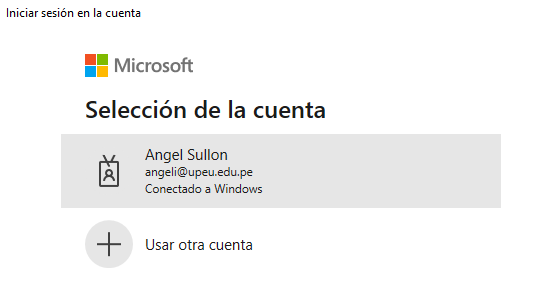 Iniciar sesión en la cuenta
Microsoft
Selección de la cuenta
Angel Sullon
angeli@upeu.edu.pe
Conectado a Windows
Usar otra cuenta